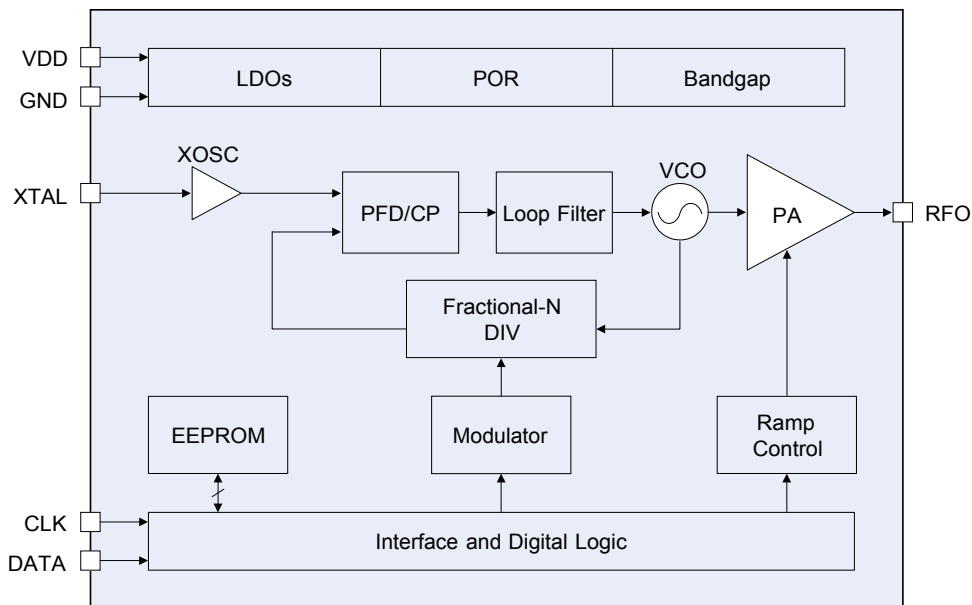 VDD
GND
LDOs
POR
Bandgap
XOSC
XTAL
PFD/CP
Loop Filter
VCO
PA
RFO
Fractional-N
DIV
EEPROM
Modulator
Ramp
Control
CLK
DATA
Interface and Digital Logic